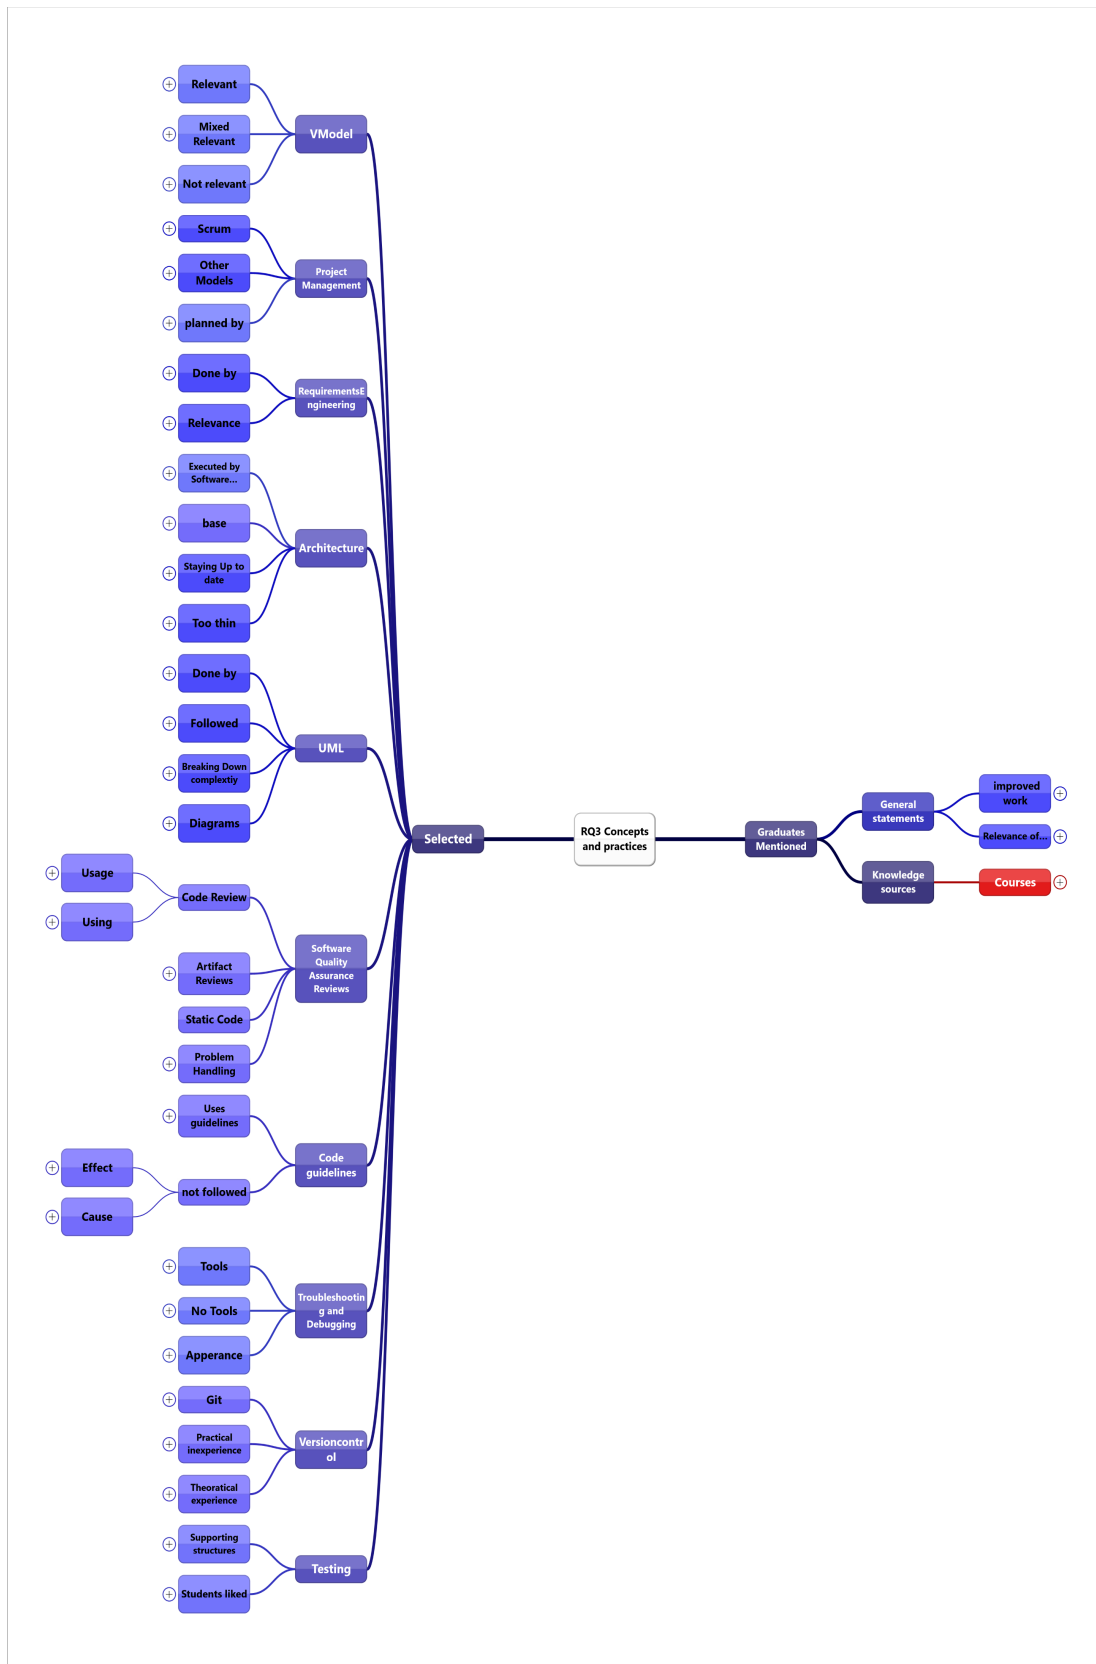 Relevant
Mixed
Relevant
VModel
Not relevant
Scrum
Other
Models
Project
Management
planned by
Done by
RequirementsE
ngineering
Relevance
Executed by
Software...
base
Architecture
Staying Up to
date
Too thin
Done by
Followed
UML
Breaking Down
complextiy
Diagrams
Selected
RQ3 Concepts
and practices
Graduates
Mentioned
General
statements
improved
work
Relevance of...
Knowledge
sources
Courses
Usage
Code Review
Using
Software
Quality
Assurance
Reviews
Artifact
Reviews
Static Code
Problem
Handling
Uses
guidelines
Code
guidelines
Effect
not followed
Cause
Tools
No Tools
Troubleshootin
g and
Debugging
Apperance
Git
Practical
inexperience
Versioncontr
ol
Theoratical
experience
Supporting
structures
Testing
Students liked